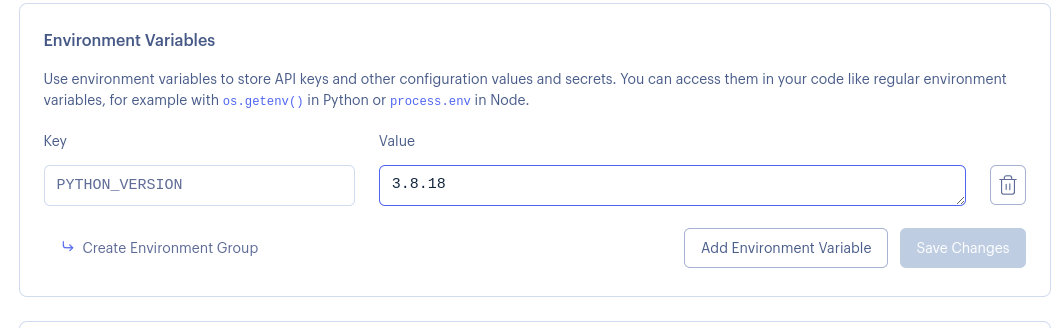 Environment Variables
Use environment variables to store API keys and other configuration values and secrets. You can access them in your code like regular environment
variables, for example with os.getenv() in Python or process.env in Node.
Key Value
PYTHON_VERSION 3.8.18
Create Environment Group Add Environment Variable Save Changes